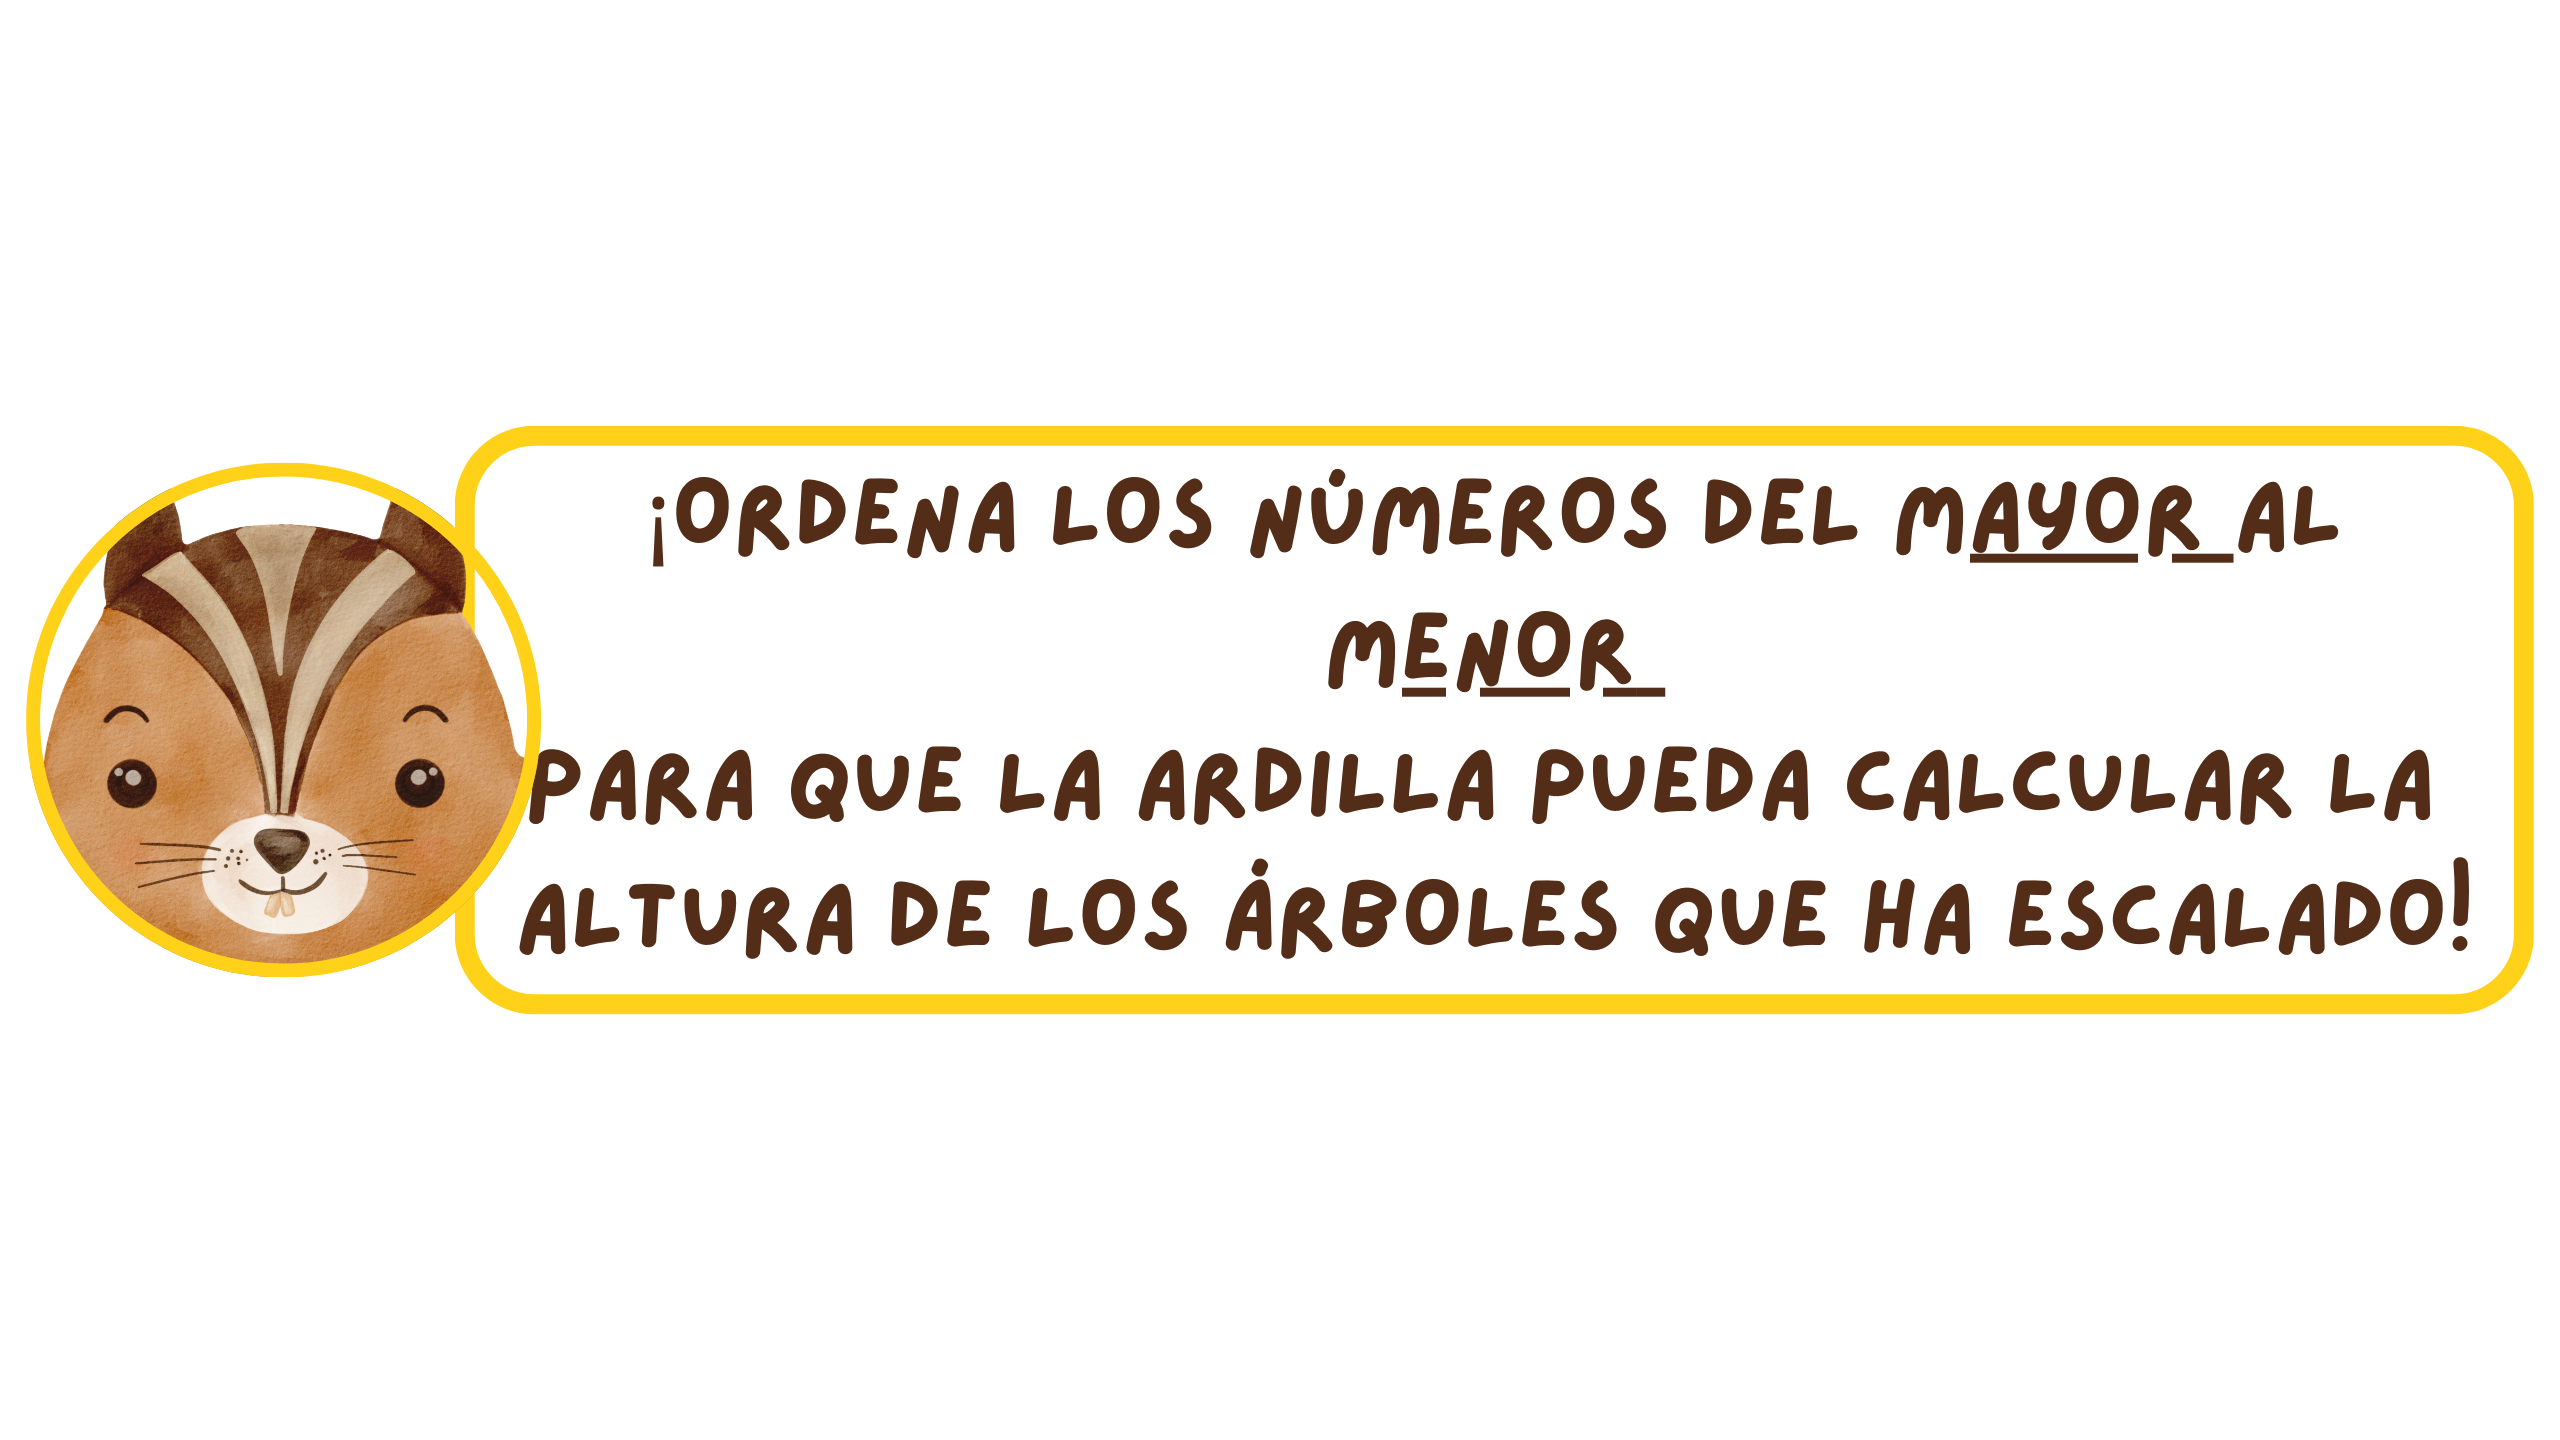 ¡ORDENA LOS NÚMEROS DEL MAYOR AL
MENOR
PARA QUE LA ARDILLA PUEDA CALCULAR LA
ALTURA DE LOS ÁRBOLES QUE HA ESCALADO!